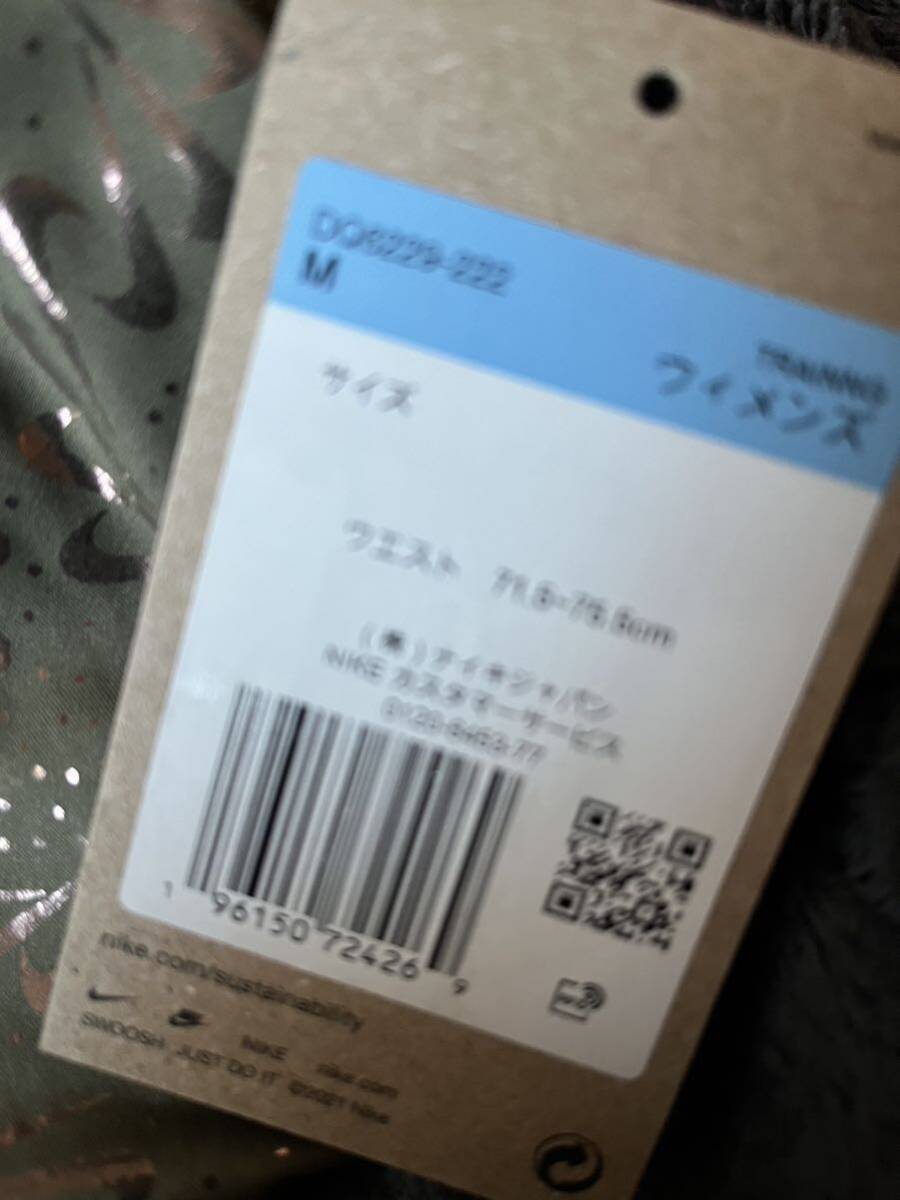 DQ6229-222
M
TRAINING
ウィメンズ
サイズ
ウエスト 71.5-75.5cm
(株)ナイキジャパン
NIKE カスタマーサービス
0120-6453-77
1 96150 72426 9
nike.com/sustainability
NIKE nike.com
SWOOSH JUST DO IT ©2021 Nike